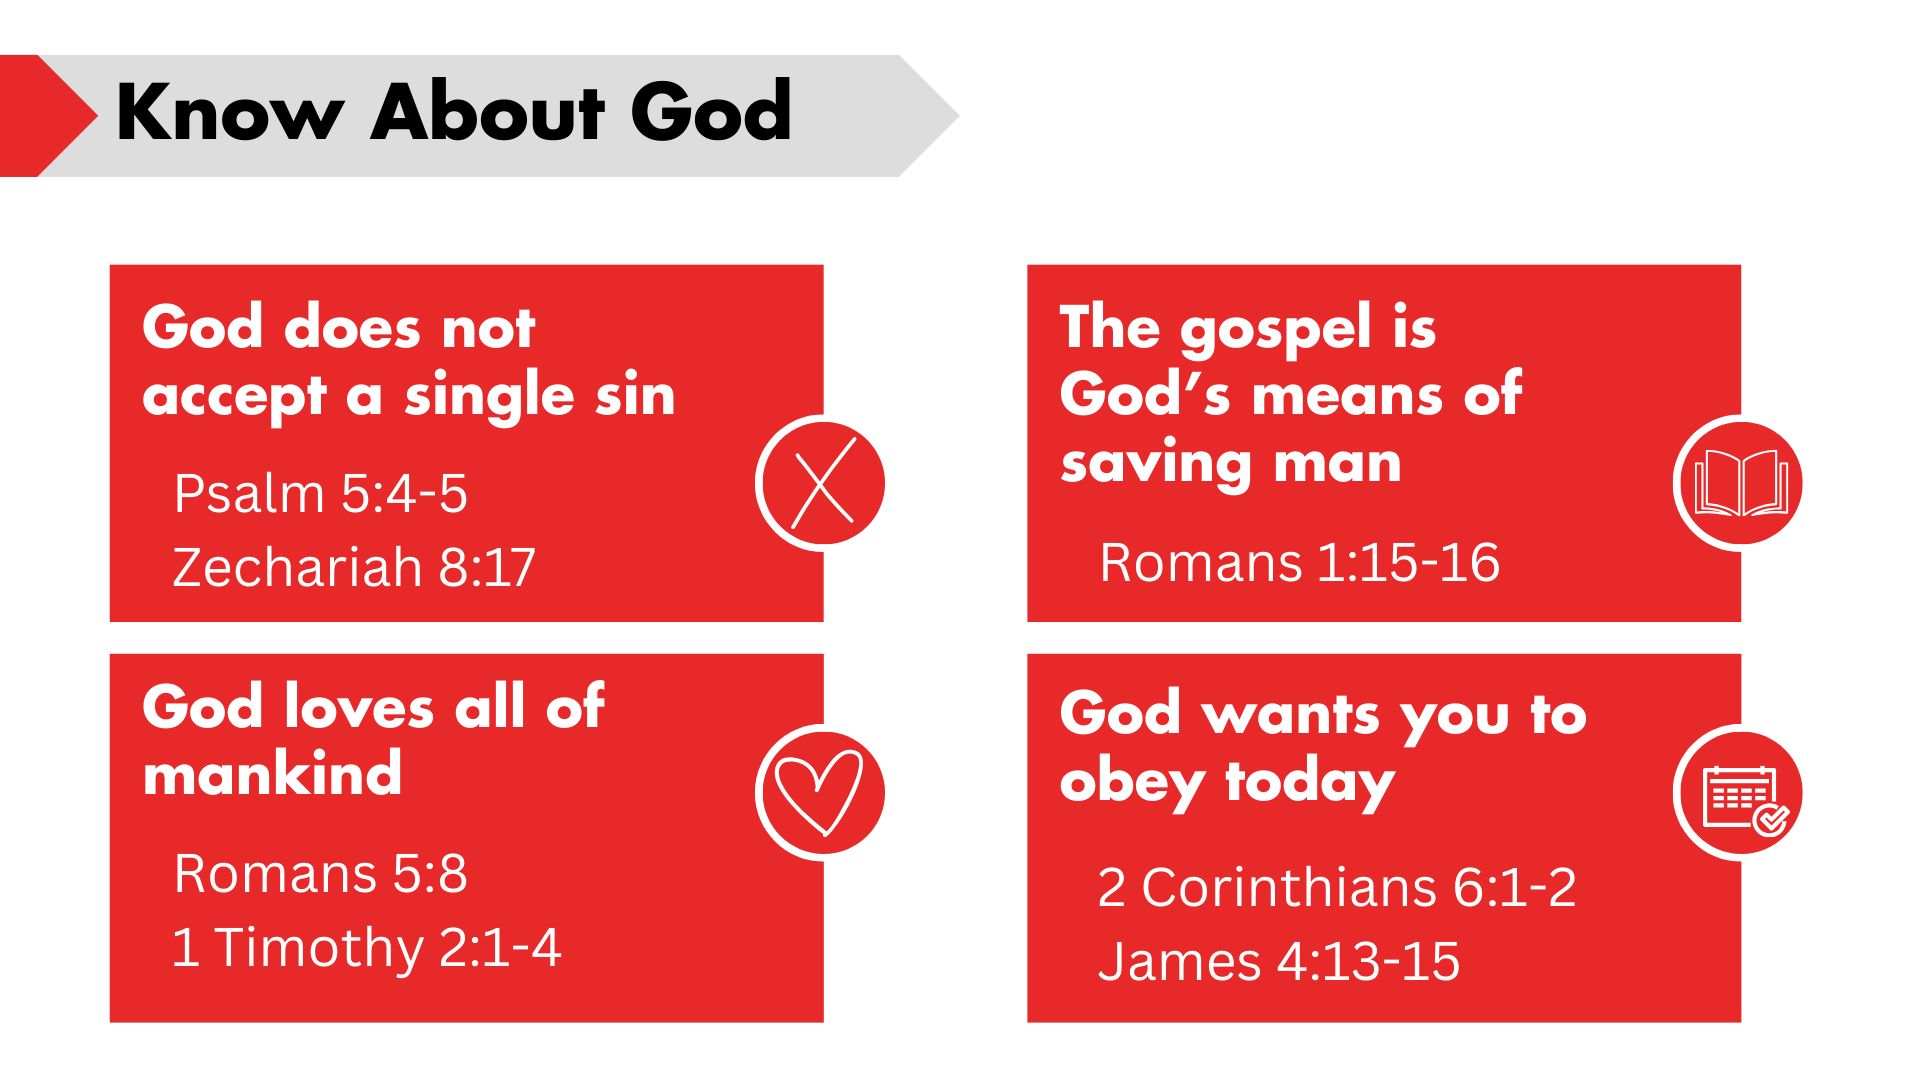 Know About God
God does not
accept a single sin
Psalm 5:4-5
Zechariah 8:17
The gospel is
God’s means of
saving man
Romans 1:15-16
God loves all of
mankind
Romans 5:8
1 Timothy 2:1-4
God wants you to
obey today
2 Corinthians 6:1-2
James 4:13-15